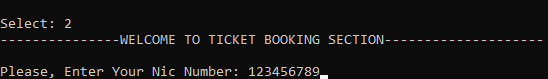 Select: 2
---------------WELCOME TO TICKET BOOKING SECTION--------------------
Please, Enter Your Nic Number: 123456789